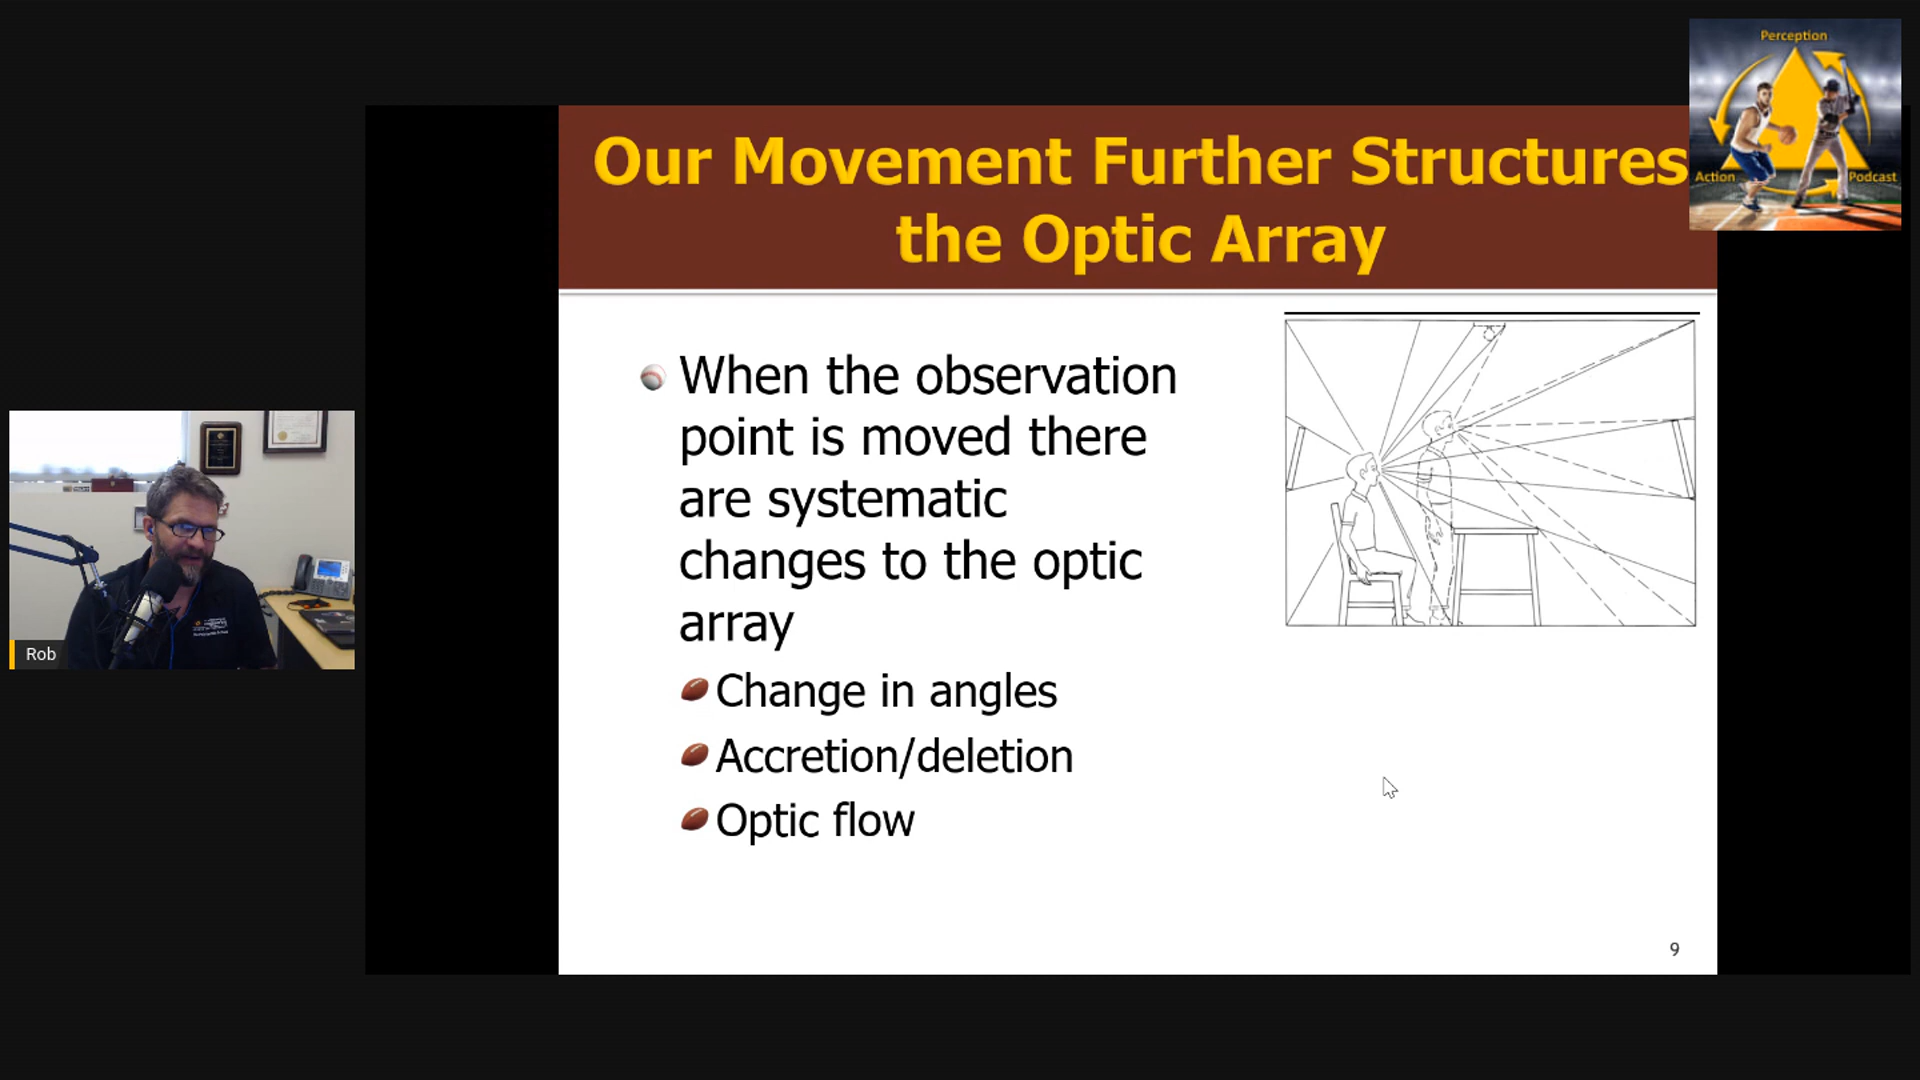 Perception
Action
Podcast
Our Movement Further Structures
the Optic Array
When the observation
point is moved there
are systematic
changes to the optic
array
Change in angles
Accretion/deletion
Optic flow
9
Rob